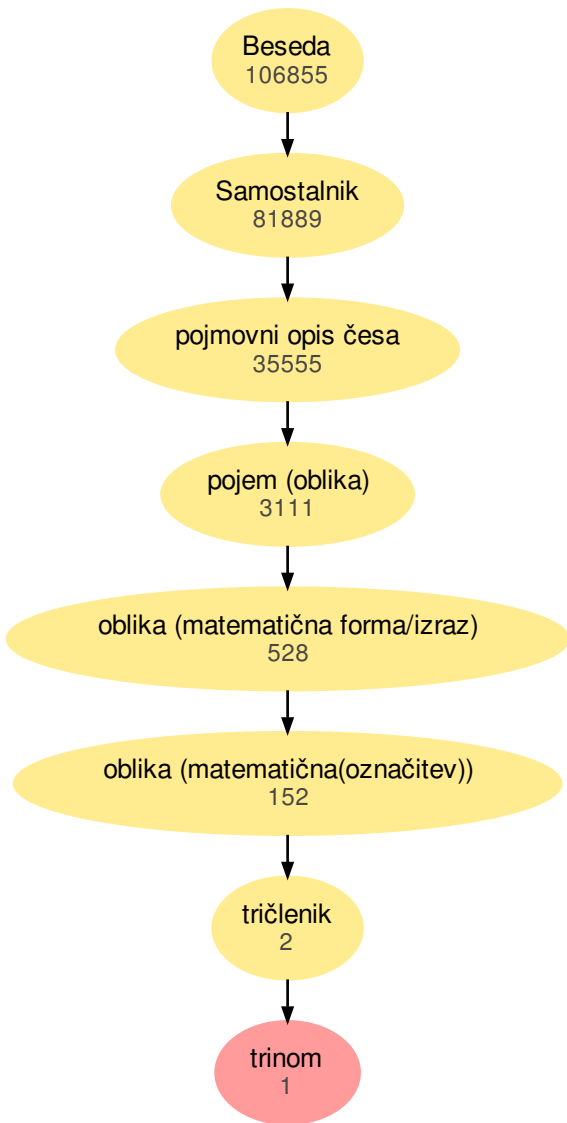 Beseda
106855
Samostalnik
81889
pojmovni opis česa
35555
pojem (oblika)
3111
oblika (matematična forma/izraz)
528
oblika (matematična(označitev))
152
tričlenik
2
trinom
1